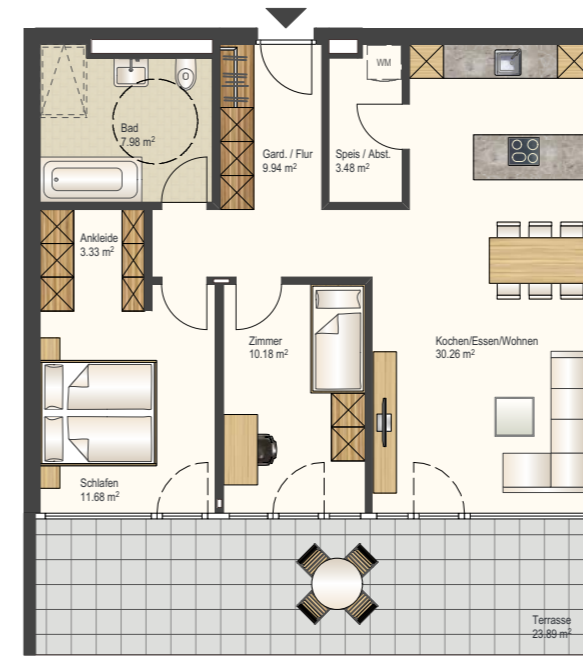 WM
Bad
7.98 m²
Gard. / Flur
9.94 m²
Speis / Abst.
3.48 m²
Ankleide
3.33 m²
Zimmer
10.18 m²
Kochen/Essen/Wohnen
30.26 m²
Schlafen
11.68 m²
Terrasse
23.89 m²